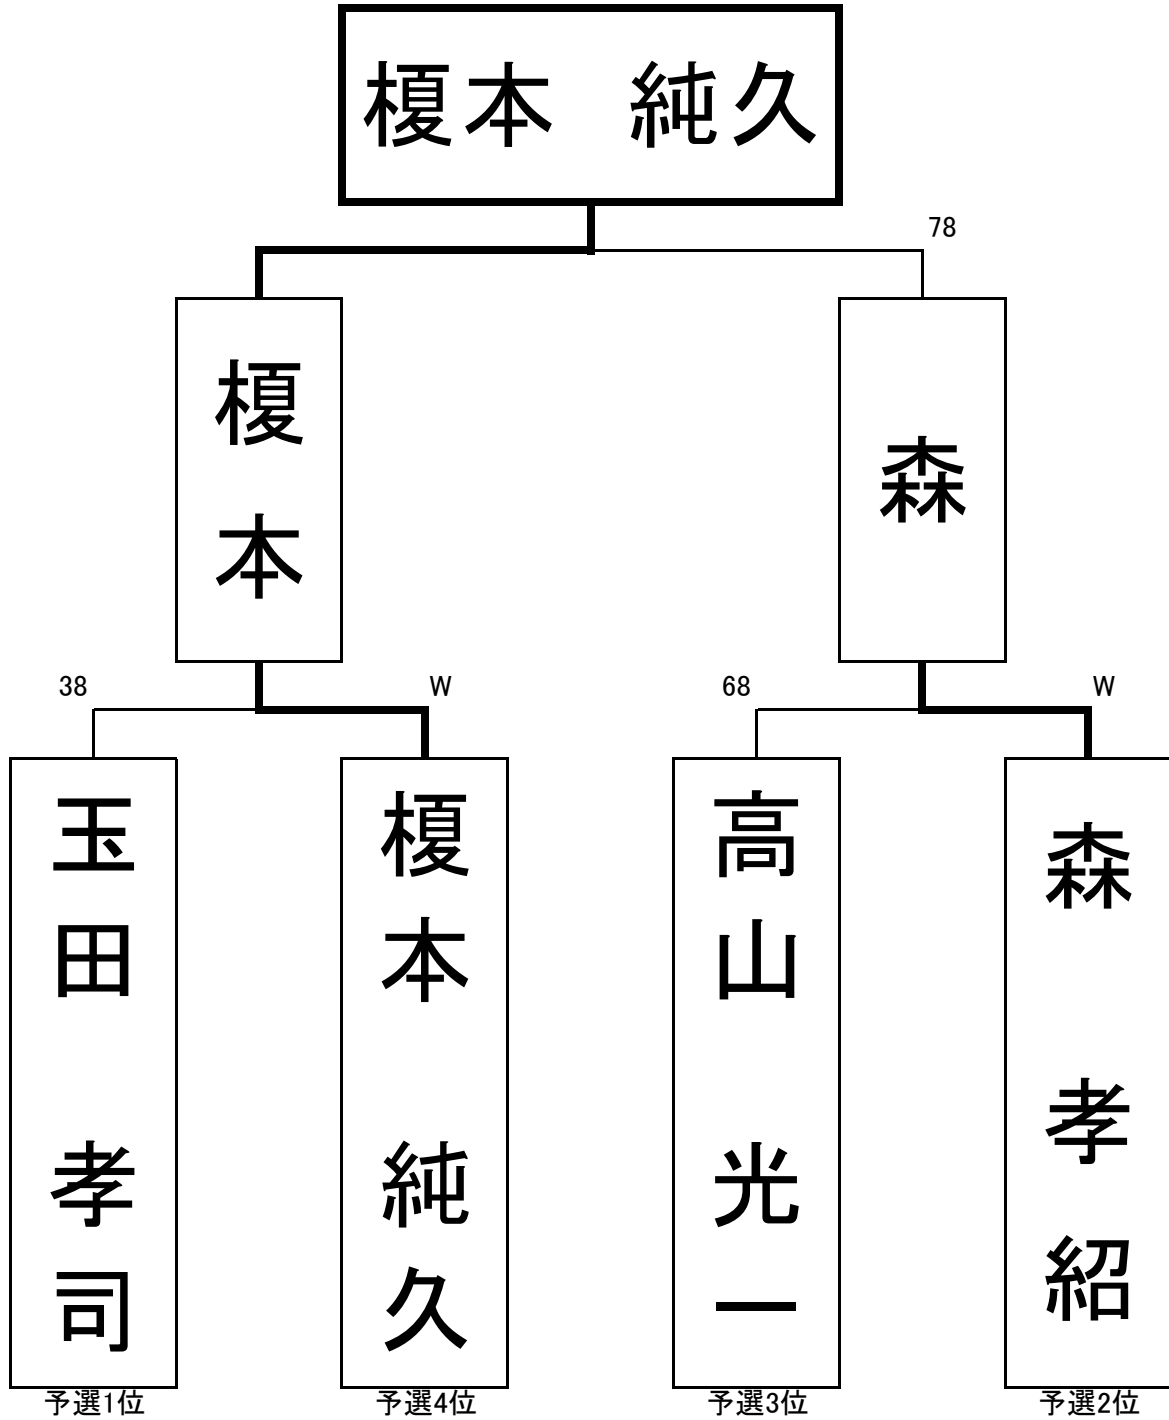 榎本　純久
78
榎本
森
38
W
68
W
玉田　孝司
榎本　純久
高山　光一
森　孝紹
予選1位
予選4位
予選3位
予選2位